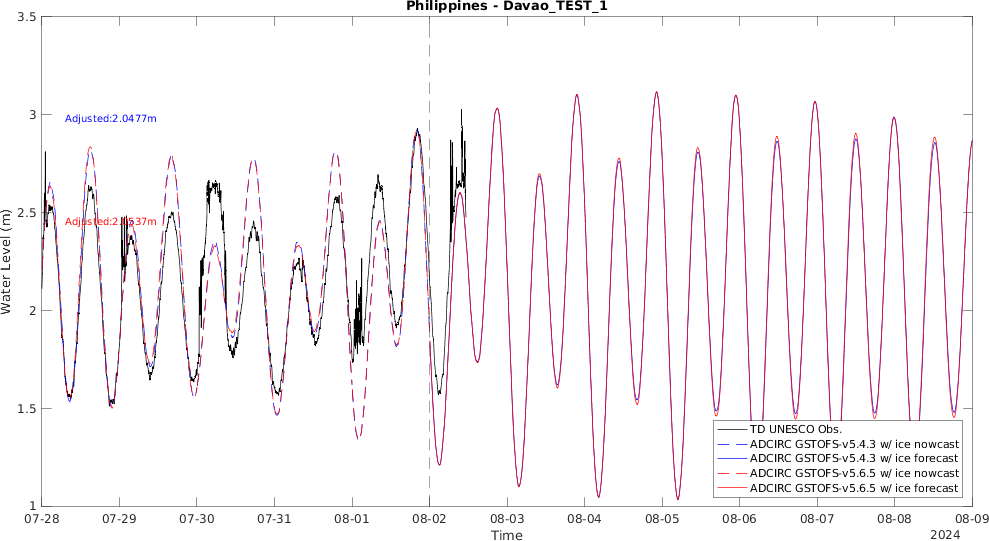 Philippines - Davao_TEST_1
3.5
3
2.5
2
1.5
1
Water Level (m)
Adjusted:2.0477m
TD UNESCO Obs.
ADCIRC GSTOFS-v5.4.3 w/ ice nowcast
ADCIRC GSTOFS-v5.4.3 w/ ice forecast
ADCIRC GSTOFS-v5.6.5 w/ ice nowcast
ADCIRC GSTOFS-v5.6.5 w/ ice forecast
07-28 07-29 07-30 07-31 08-01 08-02 08-03 08-04 08-05 08-06 08-07 08-08 08-09
Time
2024